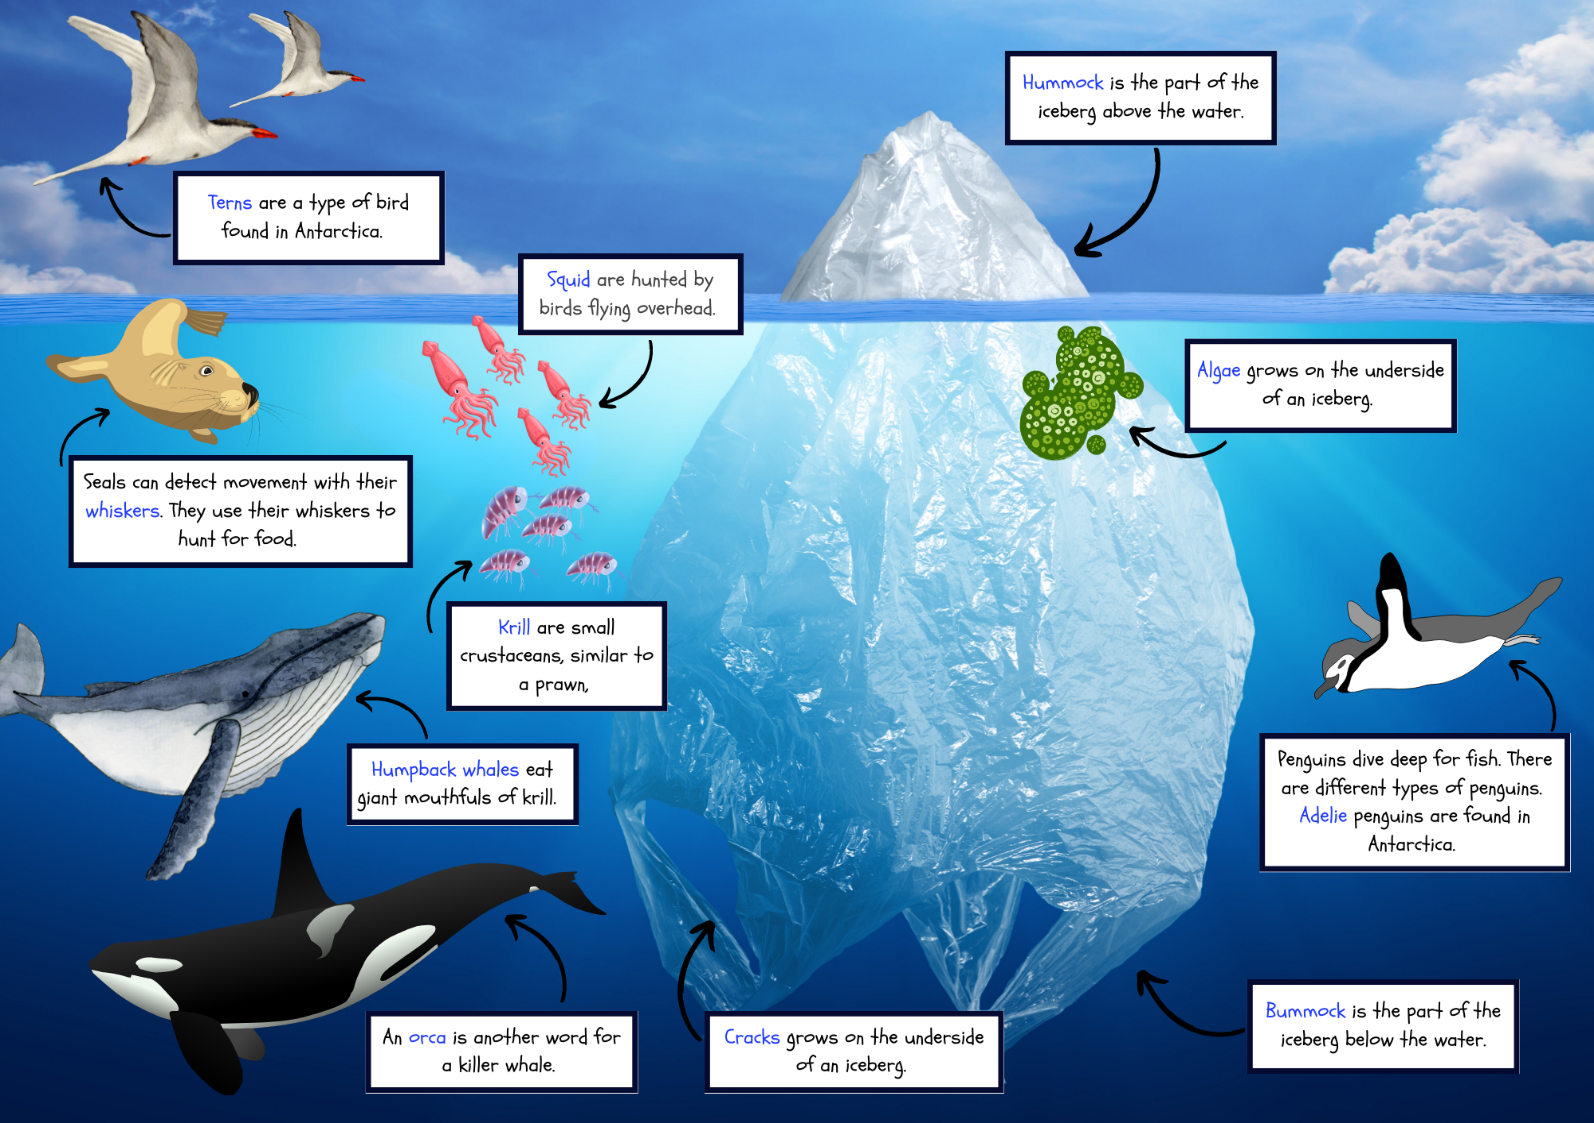 Hummock is the part of the
iceberg above the water.
Terns are a type of bird
found in Antarctica.
Squid are hunted by
birds flying overhead.
Algae grows on the underside
of an iceberg.
Seals can detect movement with their
whiskers. They use their whiskers to
hunt for food.
Krill are small
crustaceans, similar to
a prawn,
Humpback whales eat
giant mouthfuls of krill.
Penguins dive deep for fish. There
are different types of penguins.
Adelie penguins are found in
Antarctica.
An orca is another word for
a killer whale.
Cracks grows on the underside
of an iceberg.
Bummock is the part of the
iceberg below the water.